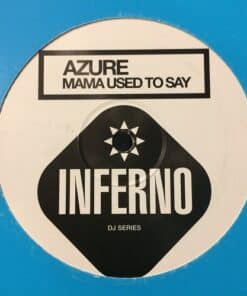 AZURE
MAMA USED TO SAY
INFERNO
DJ SERIES